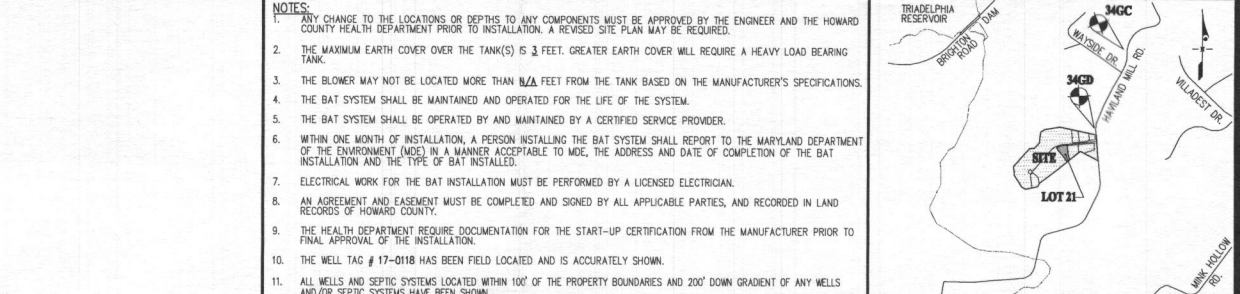 NOTES:
1. ANY CHANGE TO THE LOCATIONS OR DEPTHS TO ANY COMPONENTS MUST BE APPROVED BY THE ENGINEER AND THE HOWARD
COUNTY HEALTH DEPARTMENT PRIOR TO INSTALLATION. A REVISED SITE PLAN MAY BE REQUIRED.
2. THE MAXIMUM EARTH COVER OVER THE TANK(S) IS 3 FEET. GREATER EARTH COVER WILL REQUIRE A HEAVY LOAD BEARING
TANK.
3. THE BLOWER MAY NOT BE LOCATED MORE THAN N/A FEET FROM THE TANK BASED ON THE MANUFACTURER'S SPECIFICATIONS.
4. THE BAT SYSTEM SHALL BE MAINTAINED AND OPERATED FOR THE LIFE OF THE SYSTEM.
5. THE BAT SYSTEM SHALL BE OPERATED BY AND MAINTAINED BY A CERTIFIED SERVICE PROVIDER.
6. WITHIN ONE MONTH OF INSTALLATION, A PERSON INSTALLING THE BAT SYSTEM SHALL REPORT TO THE MARYLAND DEPARTMENT
OF THE ENVIRONMENT (MDE) IN A MANNER ACCEPTABLE TO MDE, THE ADDRESS AND DATE OF COMPLETION OF THE BAT
INSTALLATION AND THE TYPE OF BAT INSTALLED.
7. ELECTRICAL WORK FOR THE BAT INSTALLATION MUST BE PERFORMED BY A LICENSED ELECTRICIAN.
8. AN AGREEMENT AND EASEMENT MUST BE COMPLETED AND SIGNED BY ALL APPLICABLE PARTIES, AND RECORDED IN LAND
RECORDS OF HOWARD COUNTY.
9. THE HEALTH DEPARTMENT REQUIRE DOCUMENTATION FOR THE START-UP CERTIFICATION FROM THE MANUFACTURER PRIOR TO
FINAL APPROVAL OF THE INSTALLATION.
10. THE WELL TAG # 17-0118 HAS BEEN FIELD LOCATED AND IS ACCURATELY SHOWN.
11. ALL WELLS AND SEPTIC SYSTEMS LOCATED WITHIN 100' OF THE PROPERTY BOUNDARIES AND 200' DOWN GRADIENT OF ANY WELLS
AND/OR SEPTIC SYSTEMS HAVE BEEN SHOWN
TRIADELPHIA
RESERVOIR
BRIGHTON DAM
ROAD
34GC
WAYSIDE DR.
HAVILAND MILL RD.
34GD
VILLADEST DR.
SITE
LOT 21
MINK HOLLOW
RD.